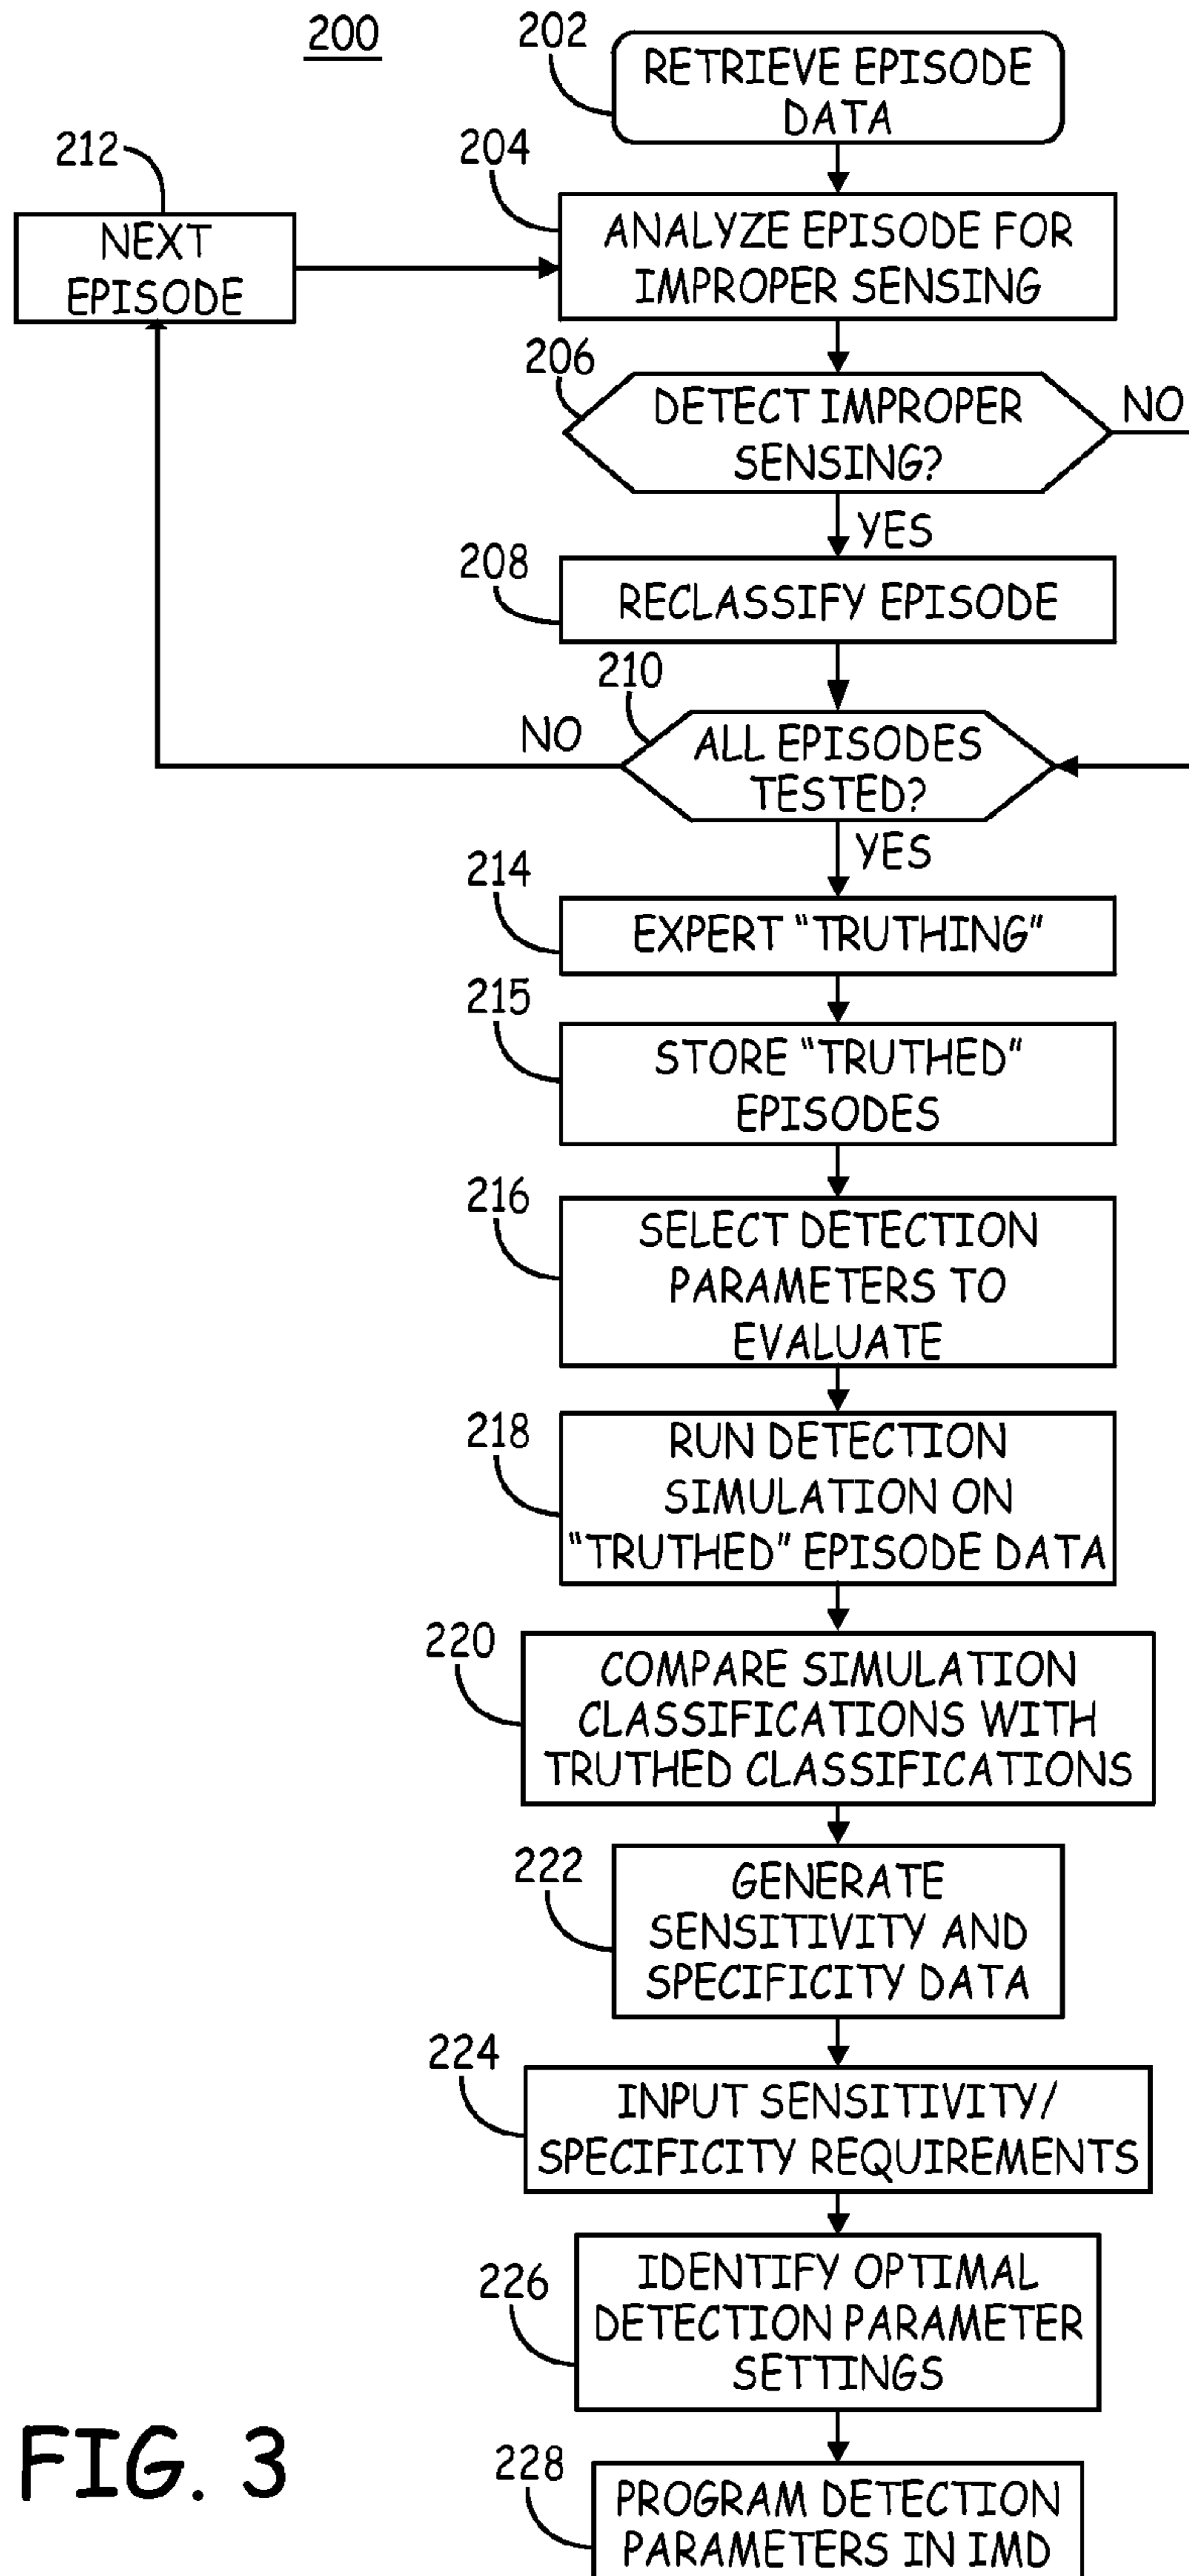 200
202
RETRIEVE EPISODE
DATA
212
NEXT
EPISODE
204
ANALYZE EPISODE FOR
IMPROPER SENSING
206
DETECT IMPROPER
SENSING?
NO
YES
208
RECLASSIFY EPISODE
210
NO
ALL EPISODES
TESTED?
YES
214
EXPERT “TRUTHING”
215
STORE “TRUTHED”
EPISODES
216
SELECT DETECTION
PARAMETERS TO
EVALUATE
218
RUN DETECTION
SIMULATION ON
“TRUTHED” EPISODE DATA
220
COMPARE SIMULATION
CLASSIFICATIONS WITH
TRUTHED CLASSIFICATIONS
222
GENERATE
SENSITIVITY AND
SPECIFICITY DATA
224
INPUT SENSITIVITY/
SPECIFICITY REQUIREMENTS
226
IDENTIFY OPTIMAL
DETECTION PARAMETER
SETTINGS
228
PROGRAM DETECTION
PARAMETERS IN IMD
FIG. 3